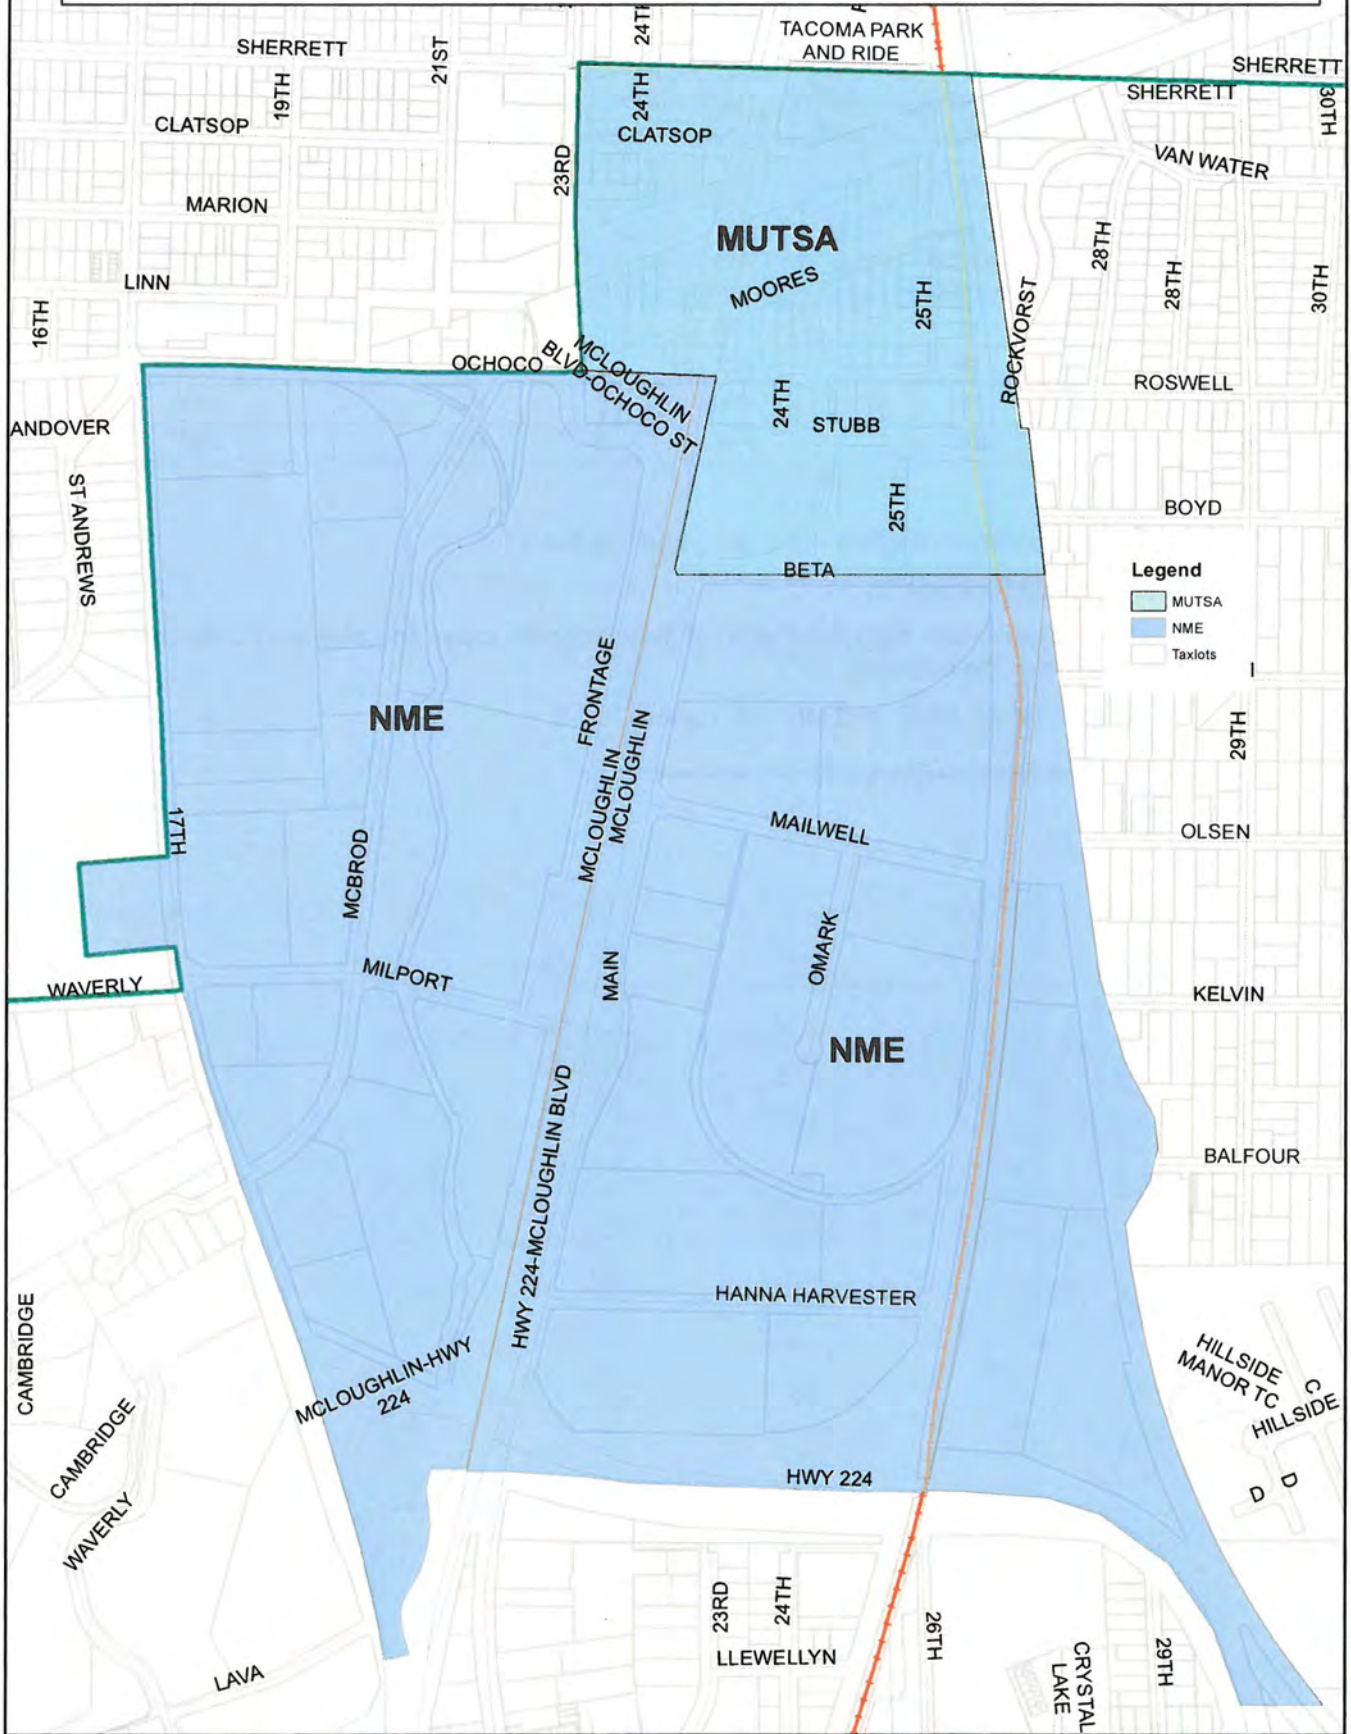 24TH
TACOMA PARK
AND RIDE
SHERRETT
21ST
SHERRETT
19TH
24TH
SHERRETT
30TH
CLATSOP
CLATSOP
23RD
VAN WATER
MARION
MUTSA
28TH
LINN
MOORES
25TH
28TH
30TH
16TH
ROCKVORST
OCHOCO
MCLOUGHLIN
BLVD-OCHOCO ST
ROSWELL
24TH
STUBB
ANDOVER
ST ANDREWS
25TH
BOYD
BETA
Legend
MUTSA
NME
Taxlots
FRONTAGE
NME
MCLOUGHLIN
MCLOUGHLIN
29TH
17TH
MAILWELL
OLSEN
MCBROD
OMARK
MILPORT
MAIN
WAVERLY
KELVIN
NME
HWY 224-MCLOUGHLIN BLVD
BALFOUR
HANNA HARVESTER
CAMBRIDGE
MCLOUGHLIN-HWY
224
HILLSIDE
MANOR TC
C
HILLSIDE
CAMBRIDGE
HWY 224
D
D
WAVERLY
23RD
24TH
26TH
LLEWELLYN
CRYSTAL
LAKE
29TH
LAVA